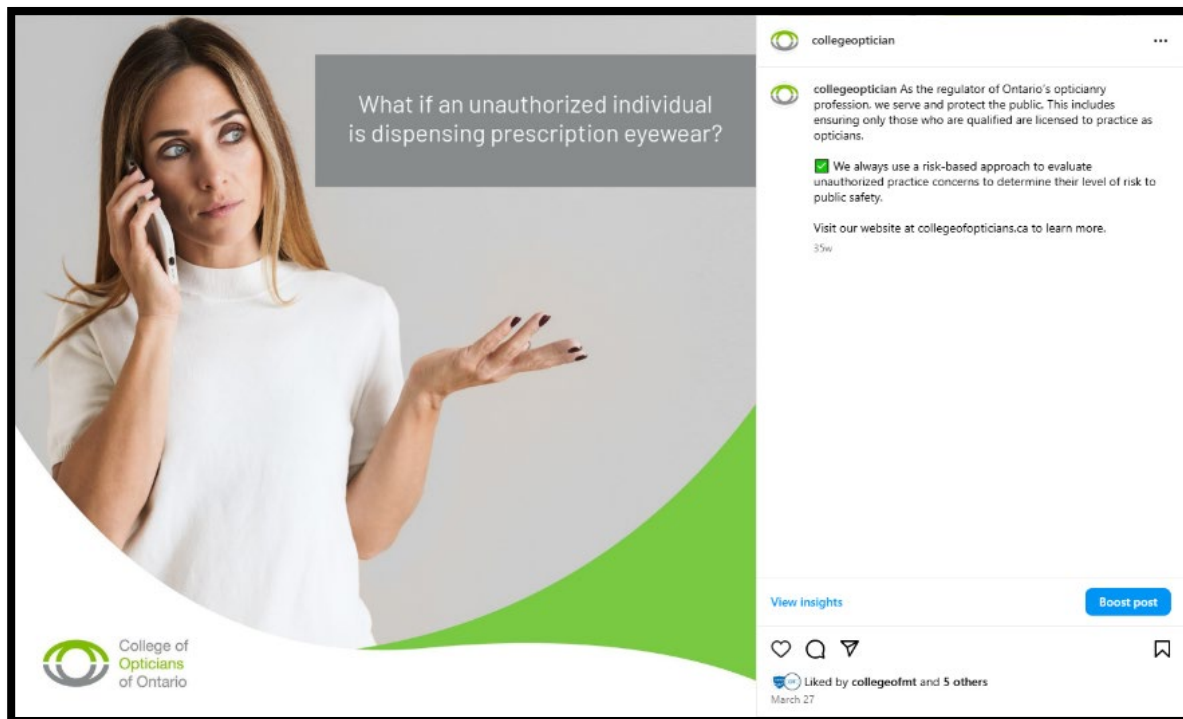 What if an unauthorized individual
is dispensing prescription eyewear?
College of
Opticians
of Ontario
collegeoptician
collegeoptician As the regulator of Ontario's opticianry
profession, we serve and protect the public. This includes
ensuring only those who are qualified are licensed to practice as
opticians.
✅ We always use a risk-based approach to evaluate
unauthorized practice concerns to determine their level of risk to
public safety.
Visit our website at collegeofopticians.ca to learn more.
35w
View insights
Boost post
Liked by collegeofmt and 5 others
March 27